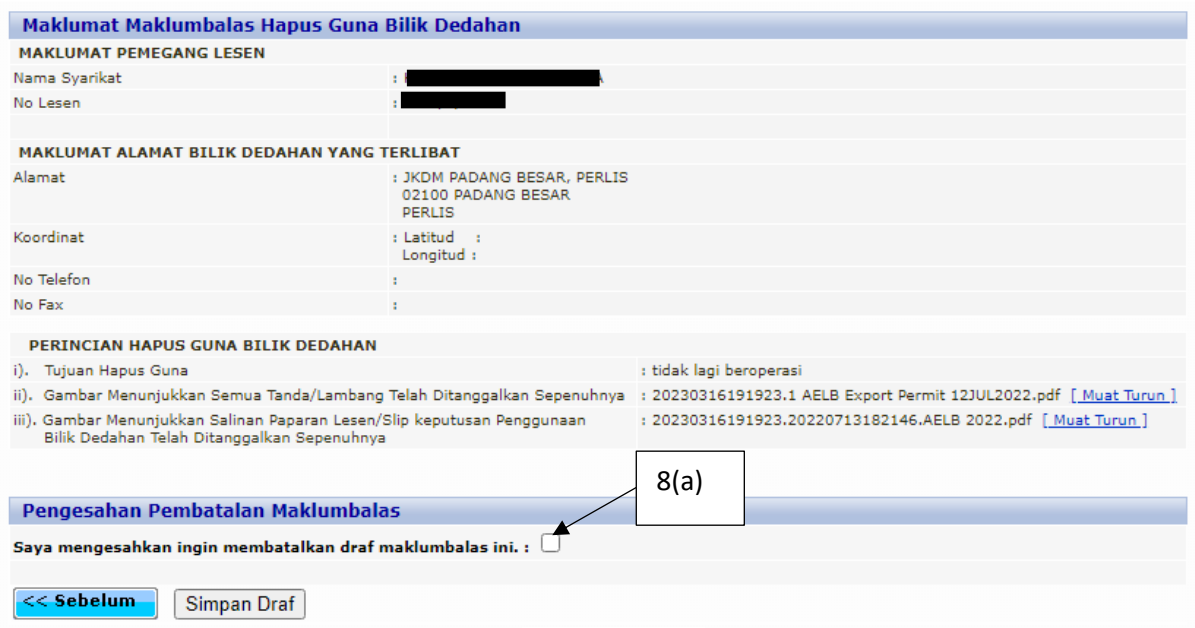 Maklumat Maklumbalas Hapus Guna Bilik Dedahan
MAKLUMAT PEMEGANG LESEN
Nama Syarikat :
No Lesen :
MAKLUMAT ALAMAT BILIK DEDAHAN YANG TERLIBAT
Alamat : JKDM PADANG BESAR, PERLIS
02100 PADANG BESAR
PERLIS
Koordinat : Latitud :
Longitud :
No Telefon :
No Fax :
PERINCIAN HAPUS GUNA BILIK DEDAHAN
i). Tujuan Hapus Guna : tidak lagi beroperasi
ii). Gambar Menunjukkan Semua Tanda/Lambang Telah Ditanggalkan Sepenuhnya : 20230316191923.1 AELB Export Permit 12JUL2022.pdf [ Muat Turun ]
iii). Gambar Menunjukkan Salinan Paparan Lesen/Slip keputusan Penggunaan : 20230316191923.20220713182146.AELB 2022.pdf [ Muat Turun ]
Bilik Dedahan Telah Ditanggalkan Sepenuhnya
8(a)
Pengesahan Pembatalan Maklumbalas
Saya mengesahkan ingin membatalkan draf maklumbalas ini. :
<< Sebelum Simpan Draf